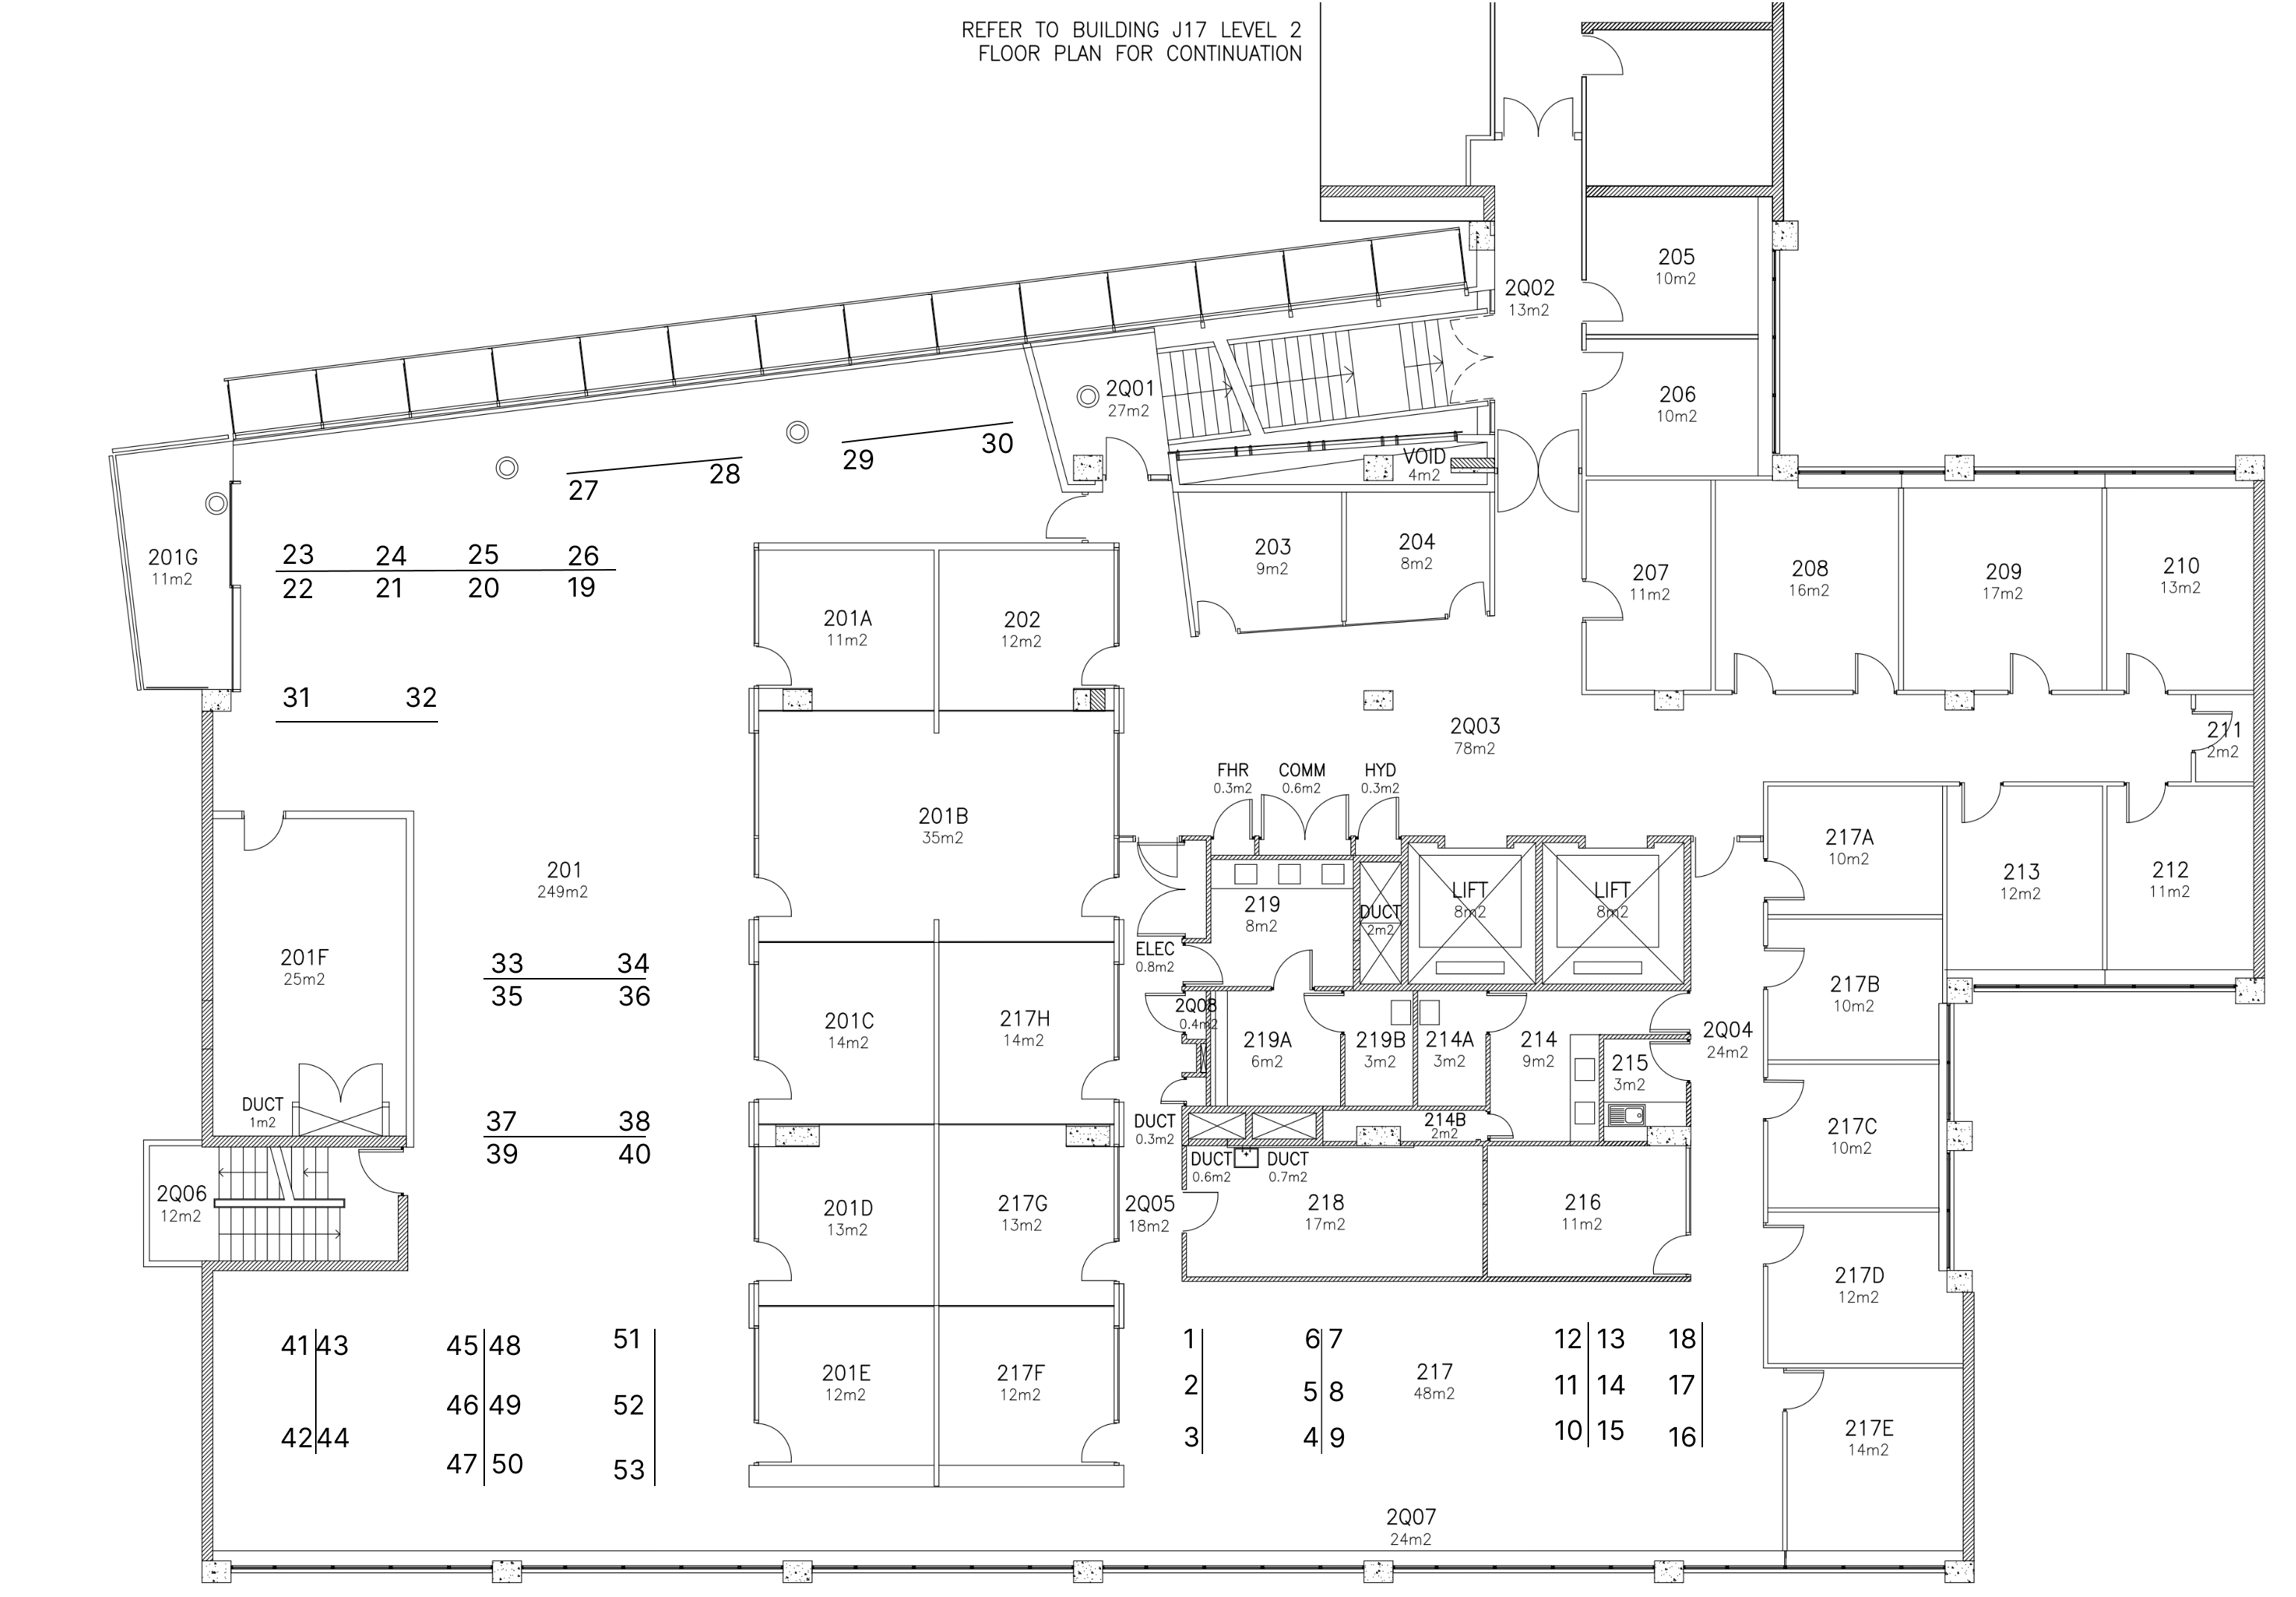 REFER TO BUILDING J17 LEVEL 2
FLOOR PLAN FOR CONTINUATION
205
10m2
2Q02
13m2
206
10m2
2Q01
27m2
30
29
28
27
VOID
4m2
23 24 25 26
22 21 20 19
201G
11m2
203
9m2
204
8m2
207
11m2
208
16m2
209
17m2
210
13m2
201A
11m2
202
12m2
31 32
2Q03
78m2
211
2m2
FHR
0.3m2
COMM
0.6m2
HYD
0.3m2
201B
35m2
217A
10m2
213
12m2
212
11m2
201
249m2
219
8m2
DUCT
2m2
LIFT
8m2
LIFT
8m2
201F
25m2
33 34
35 36
ELEC
0.8m2
217B
10m2
2Q08
0.4m2
201C
14m2
217H
14m2
219A
6m2
219B
3m2
214A
3m2
214
9m2
215
3m2
2Q04
24m2
DUCT
1m2
37 38
39 40
DUCT
0.3m2
214B
2m2
217C
10m2
DUCT
0.6m2
DUCT
0.7m2
2Q06
12m2
201D
13m2
217G
13m2
2Q05
18m2
218
17m2
216
11m2
217D
12m2
41 43 45 48 51
46 49 52
42 44
47 50 53
201E
12m2
217F
12m2
1 6 7 12 13 18
2 5 8 11 14 17
3 4 9 10 15 16
217
48m2
217E
14m2
2Q07
24m2